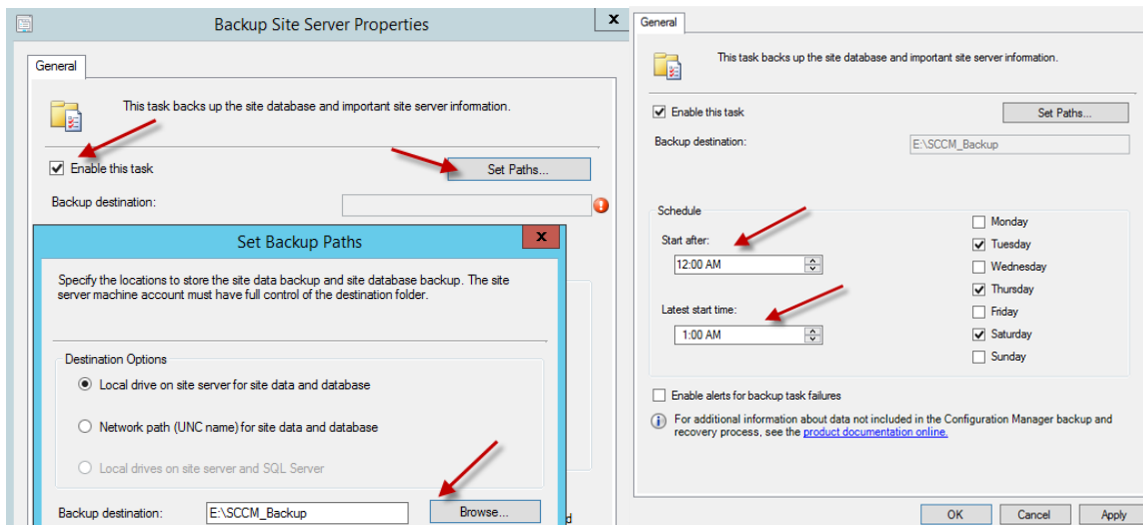 Backup Site Server Properties
x
General
This task backs up the site database and important site server information.
Enable this task
Set Paths...
Backup destination:
Set Backup Paths
x
Specify the locations to store the site data backup and site database backup. The site
server machine account must have full control of the destination folder.
Destination Options
Local drive on site server for site data and database
Network path (UNC name) for site data and database
Local drives on site server and SQL Server
Backup destination:
E:\SCCM_Backup
Browse...
d
General
This task backs up the site database and important site server information.
Enable this task
Set Paths...
Backup destination:
E:\SCCM_Backup
Schedule
Start after:
12:00 AM
Latest start time:
1:00 AM
Monday
Tuesday
Wednesday
Thursday
Friday
Saturday
Sunday
Enable alerts for backup task failures
For additional information about data not included in the Configuration Manager backup and
recovery process, see the product documentation online.
OK
Cancel
Apply